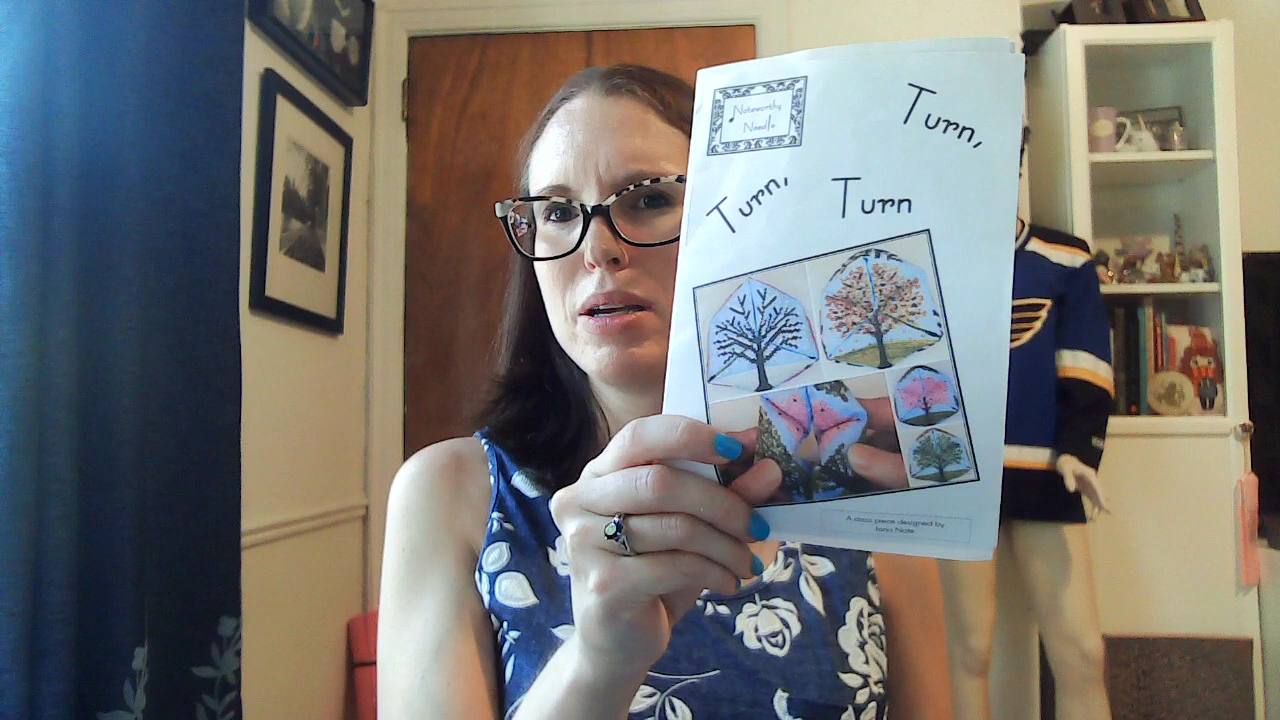 Noteworthy
Needle
Turn,
Turn,
Turn
A class piece designed by